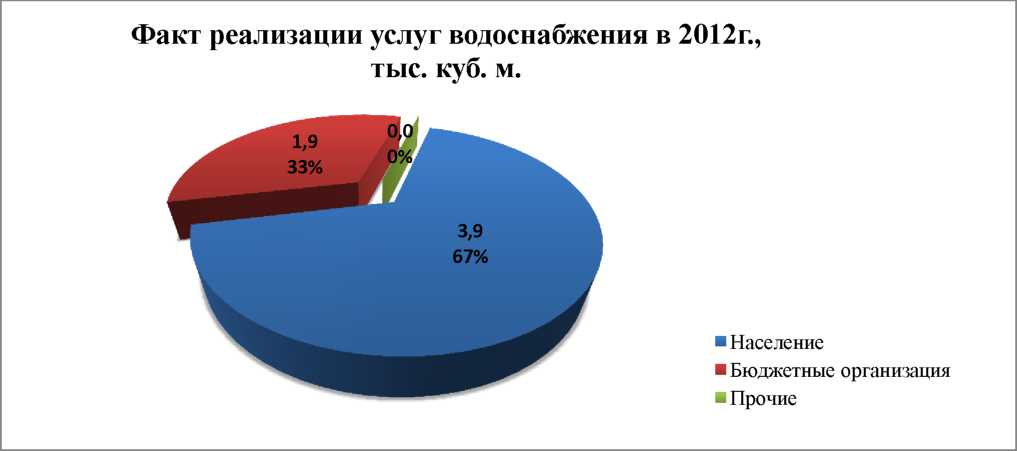 Факт реализации услуг водоснабжения в 2012г.,
тыс. куб. м.
1,9
33%
0,0
0%
3,9
67%
Население
Бюджетные организация
Прочие